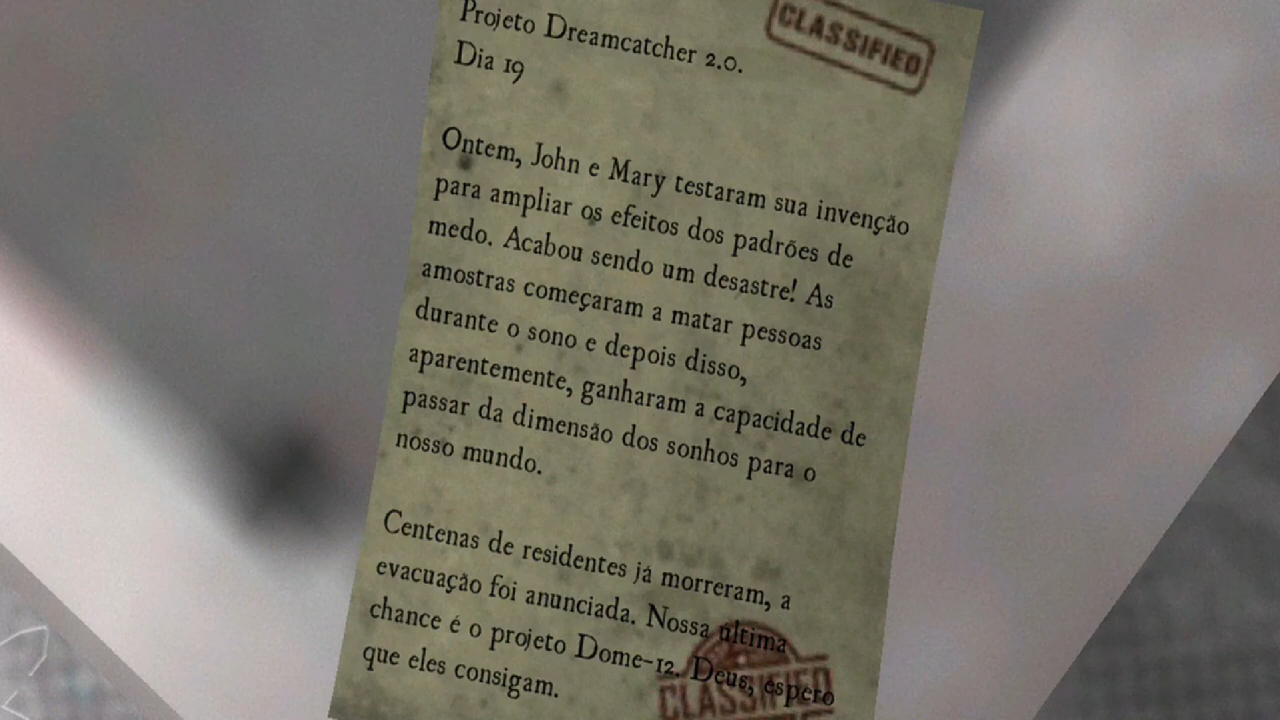 Projeto Dreamcatcher 2.0.
CLASSIFIED
Dia 19
Ontem, John e Mary testaram sua invenção
para ampliar os efeitos dos padrões de
medo. Acabou sendo um desastre! As
amostras começaram a matar pessoas
durante o sono e depois disso,
aparentemente, ganharam a capacidade de
passar da dimensão dos sonhos para o
nosso mundo.
Centenas de residentes já morreram, a
evacuação foi anunciada. Nossa última
chance é o projeto Dome-12. Deus, espero
que eles consigam.
CLASSIFIED